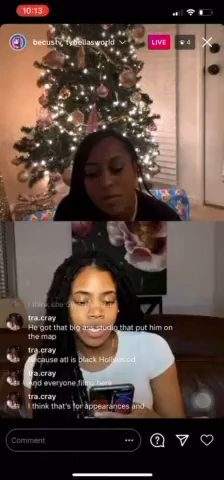 10:13
becustv, tybellasworld
LIVE
4
I think she
tra.cray
He got that big ass studio that put him on
the map
tra.cray
Because atl is black Hollywood
tra.cray
And everyone films here
tra.cray
I think that's for appearances and
Comment